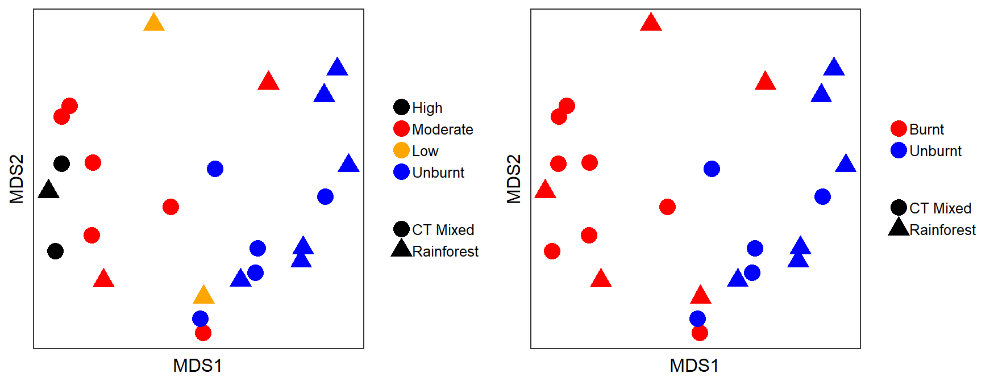 MDS2
MDS1
High
Moderate
Low
Unburnt
CT Mixed
Rainforest
MDS2
MDS1
Burnt
Unburnt
CT Mixed
Rainforest